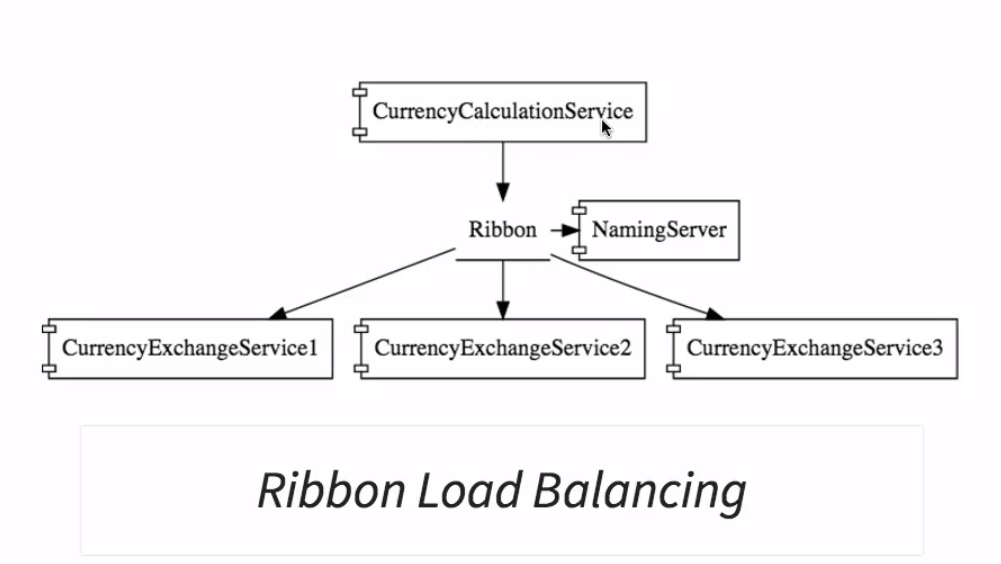 CurrencyCalculationService
Ribbon
NamingServer
CurrencyExchangeService1
CurrencyExchangeService2
CurrencyExchangeService3
Ribbon Load Balancing